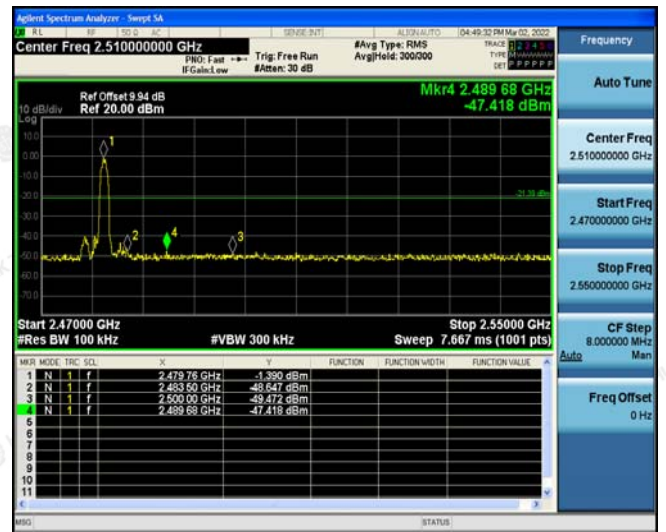 Agilent Spectrum Analyzer - Swept SA
RL RF 50 Ω AC SENSE:INT ALIGNAUTO 04:49:32 PM Mar 02, 2022
Center Freq 2.510000000 GHz
PNO: Fast
IFGain:Low
Trig: Free Run
#Atten: 30 dB
#Avg Type: RMS
Avg|Hold: 300/300
TRACE 1 2 3 4 5 6
TYPE
DET P P P P P P
Ref Offset 9.94 dB
10 dB/div Ref 20.00 dBm
Log
Mkr4 2.489 68 GHz
-47.418 dBm
10.0
0.00
-20.0
-30.0
-40.0
-50.0
-60.0
-70.0
1
2
4
3
-21.39 dBm
Start 2.47000 GHz Stop 2.55000 GHz
#Res BW 100 kHz #VBW 300 kHz Sweep 7.667 ms (1001 pts)
MKR MODE TRC SCL X Y FUNCTION FUNCTION WIDTH FUNCTION VALUE
1 N 1 f 2.479 76 GHz -1.390 dBm
2 N 1 f 2.483 50 GHz -48.647 dBm
3 N 1 f 2.500 00 GHz -49.472 dBm
4 N 1 f 2.489 68 GHz -47.418 dBm
5
6
7
8
9
10
11
MSG STATUS
Frequency
Auto Tune
Center Freq
2.510000000 GHz
Start Freq
2.470000000 GHz
Stop Freq
2.550000000 GHz
CF Step
8.000000 MHz
Auto Man
Freq Offset
0 Hz